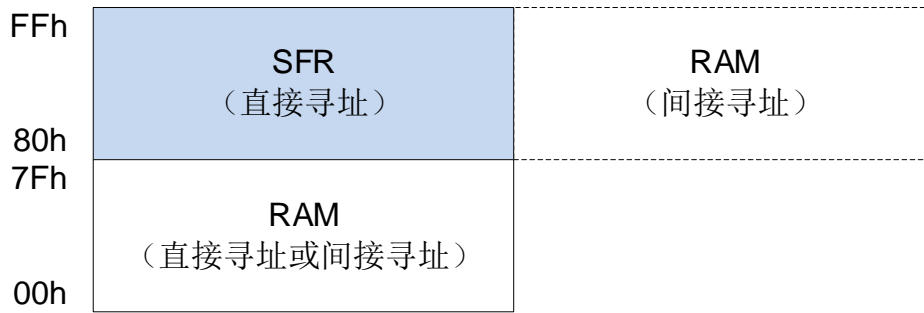 FFh
SFR
（直接寻址）
RAM
（间接寻址）
80h
7Fh
RAM
（直接寻址或间接寻址）
00h